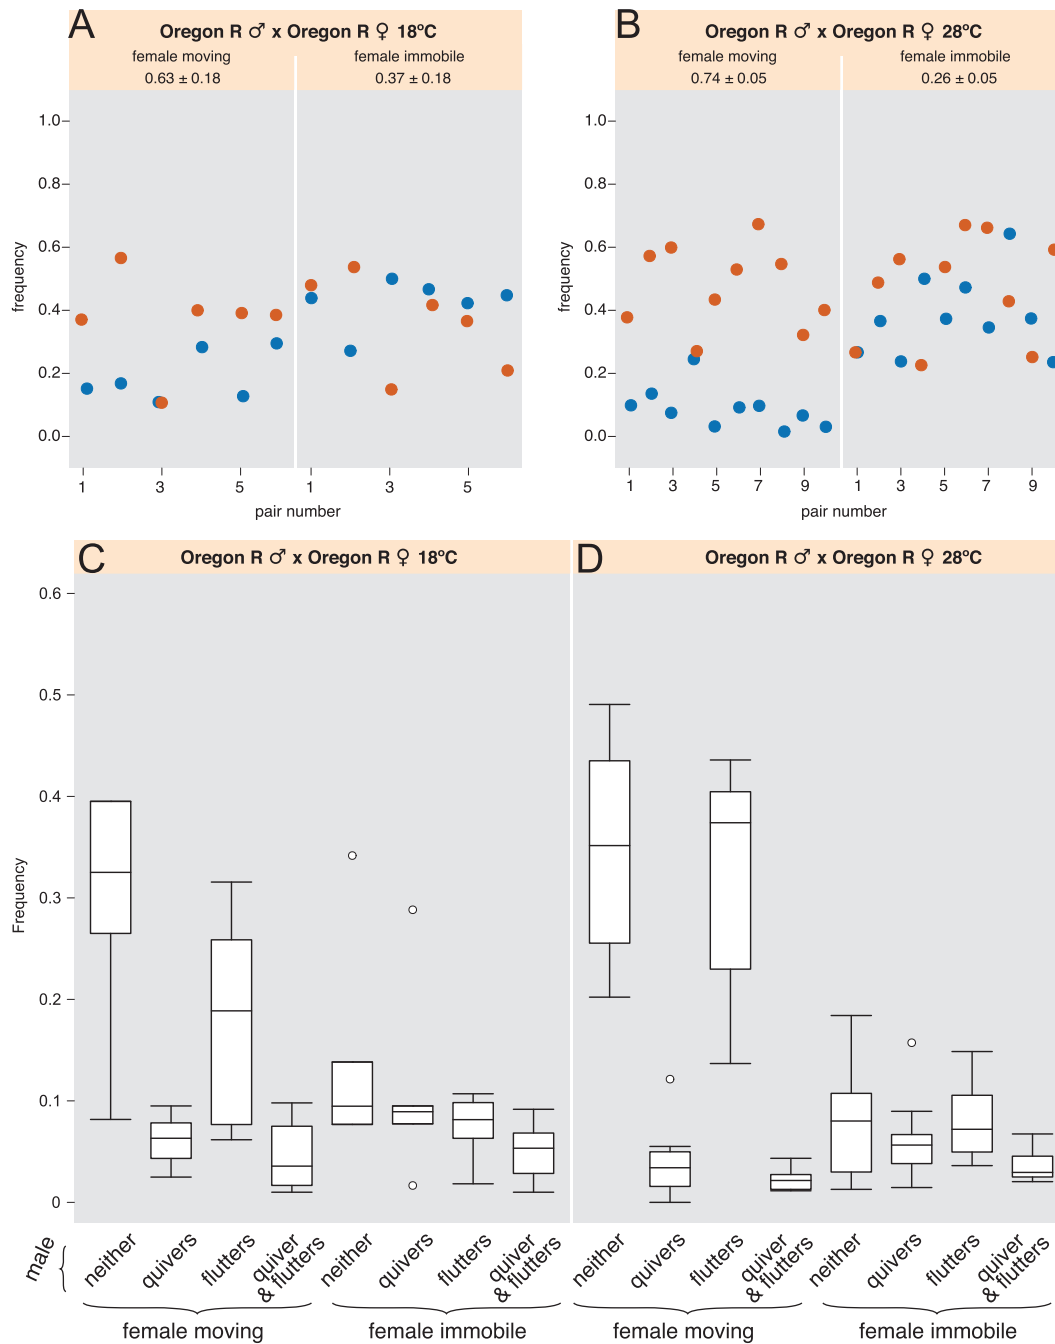 A
Oregon R ♂ x Oregon R ♀ 18ºC
female moving
0.63 ± 0.18
female immobile
0.37 ± 0.18
frequency
1.0
0.8
0.6
0.4
0.2
0.0
1 3 5 1 3 5
pair number
B
Oregon R ♂ x Oregon R ♀ 28ºC
female moving
0.74 ± 0.05
female immobile
0.26 ± 0.05
frequency
1.0
0.8
0.6
0.4
0.2
0.0
1 3 5 7 9 1 3 5 7 9
pair number
C
Oregon R ♂ x Oregon R ♀ 18ºC
D
Oregon R ♂ x Oregon R ♀ 28ºC
Frequency
0.6
0.5
0.4
0.3
0.2
0.1
0
male
neither
quivers
flutters
quiver
& flutters
neither
quivers
flutters
quiver
& flutters
neither
quivers
flutters
quiver
& flutters
neither
quivers
flutters
quiver
& flutters
female moving
female immobile
female moving
female immobile